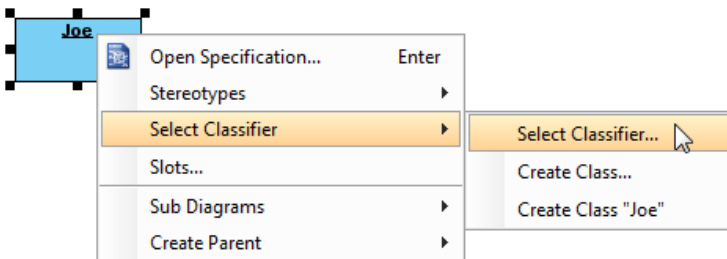 Joe
Open Specification... Enter
Stereotypes
Select Classifier
Select Classifier...
Slots...
Create Class...
Sub Diagrams
Create Class "Joe"
Create Parent